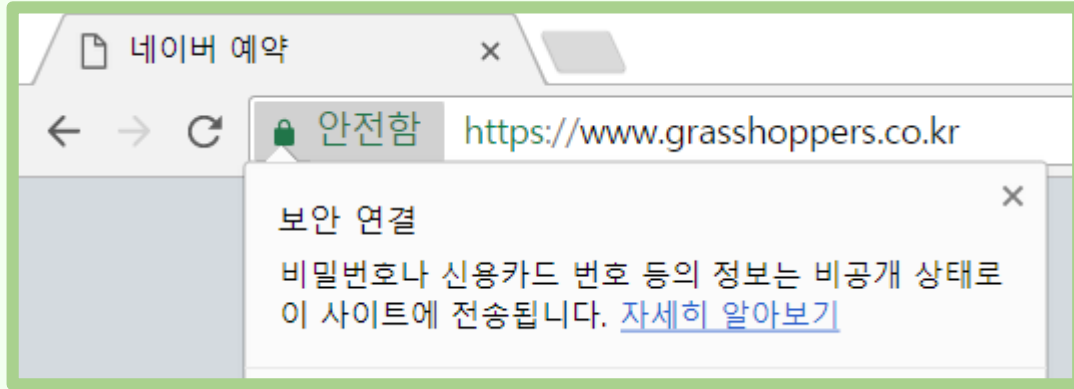 네이버 예약
안전함 https://www.grasshoppers.co.kr
보안 연결
비밀번호나 신용카드 번호 등의 정보는 비공개 상태로
이 사이트에 전송됩니다. 자세히 알아보기